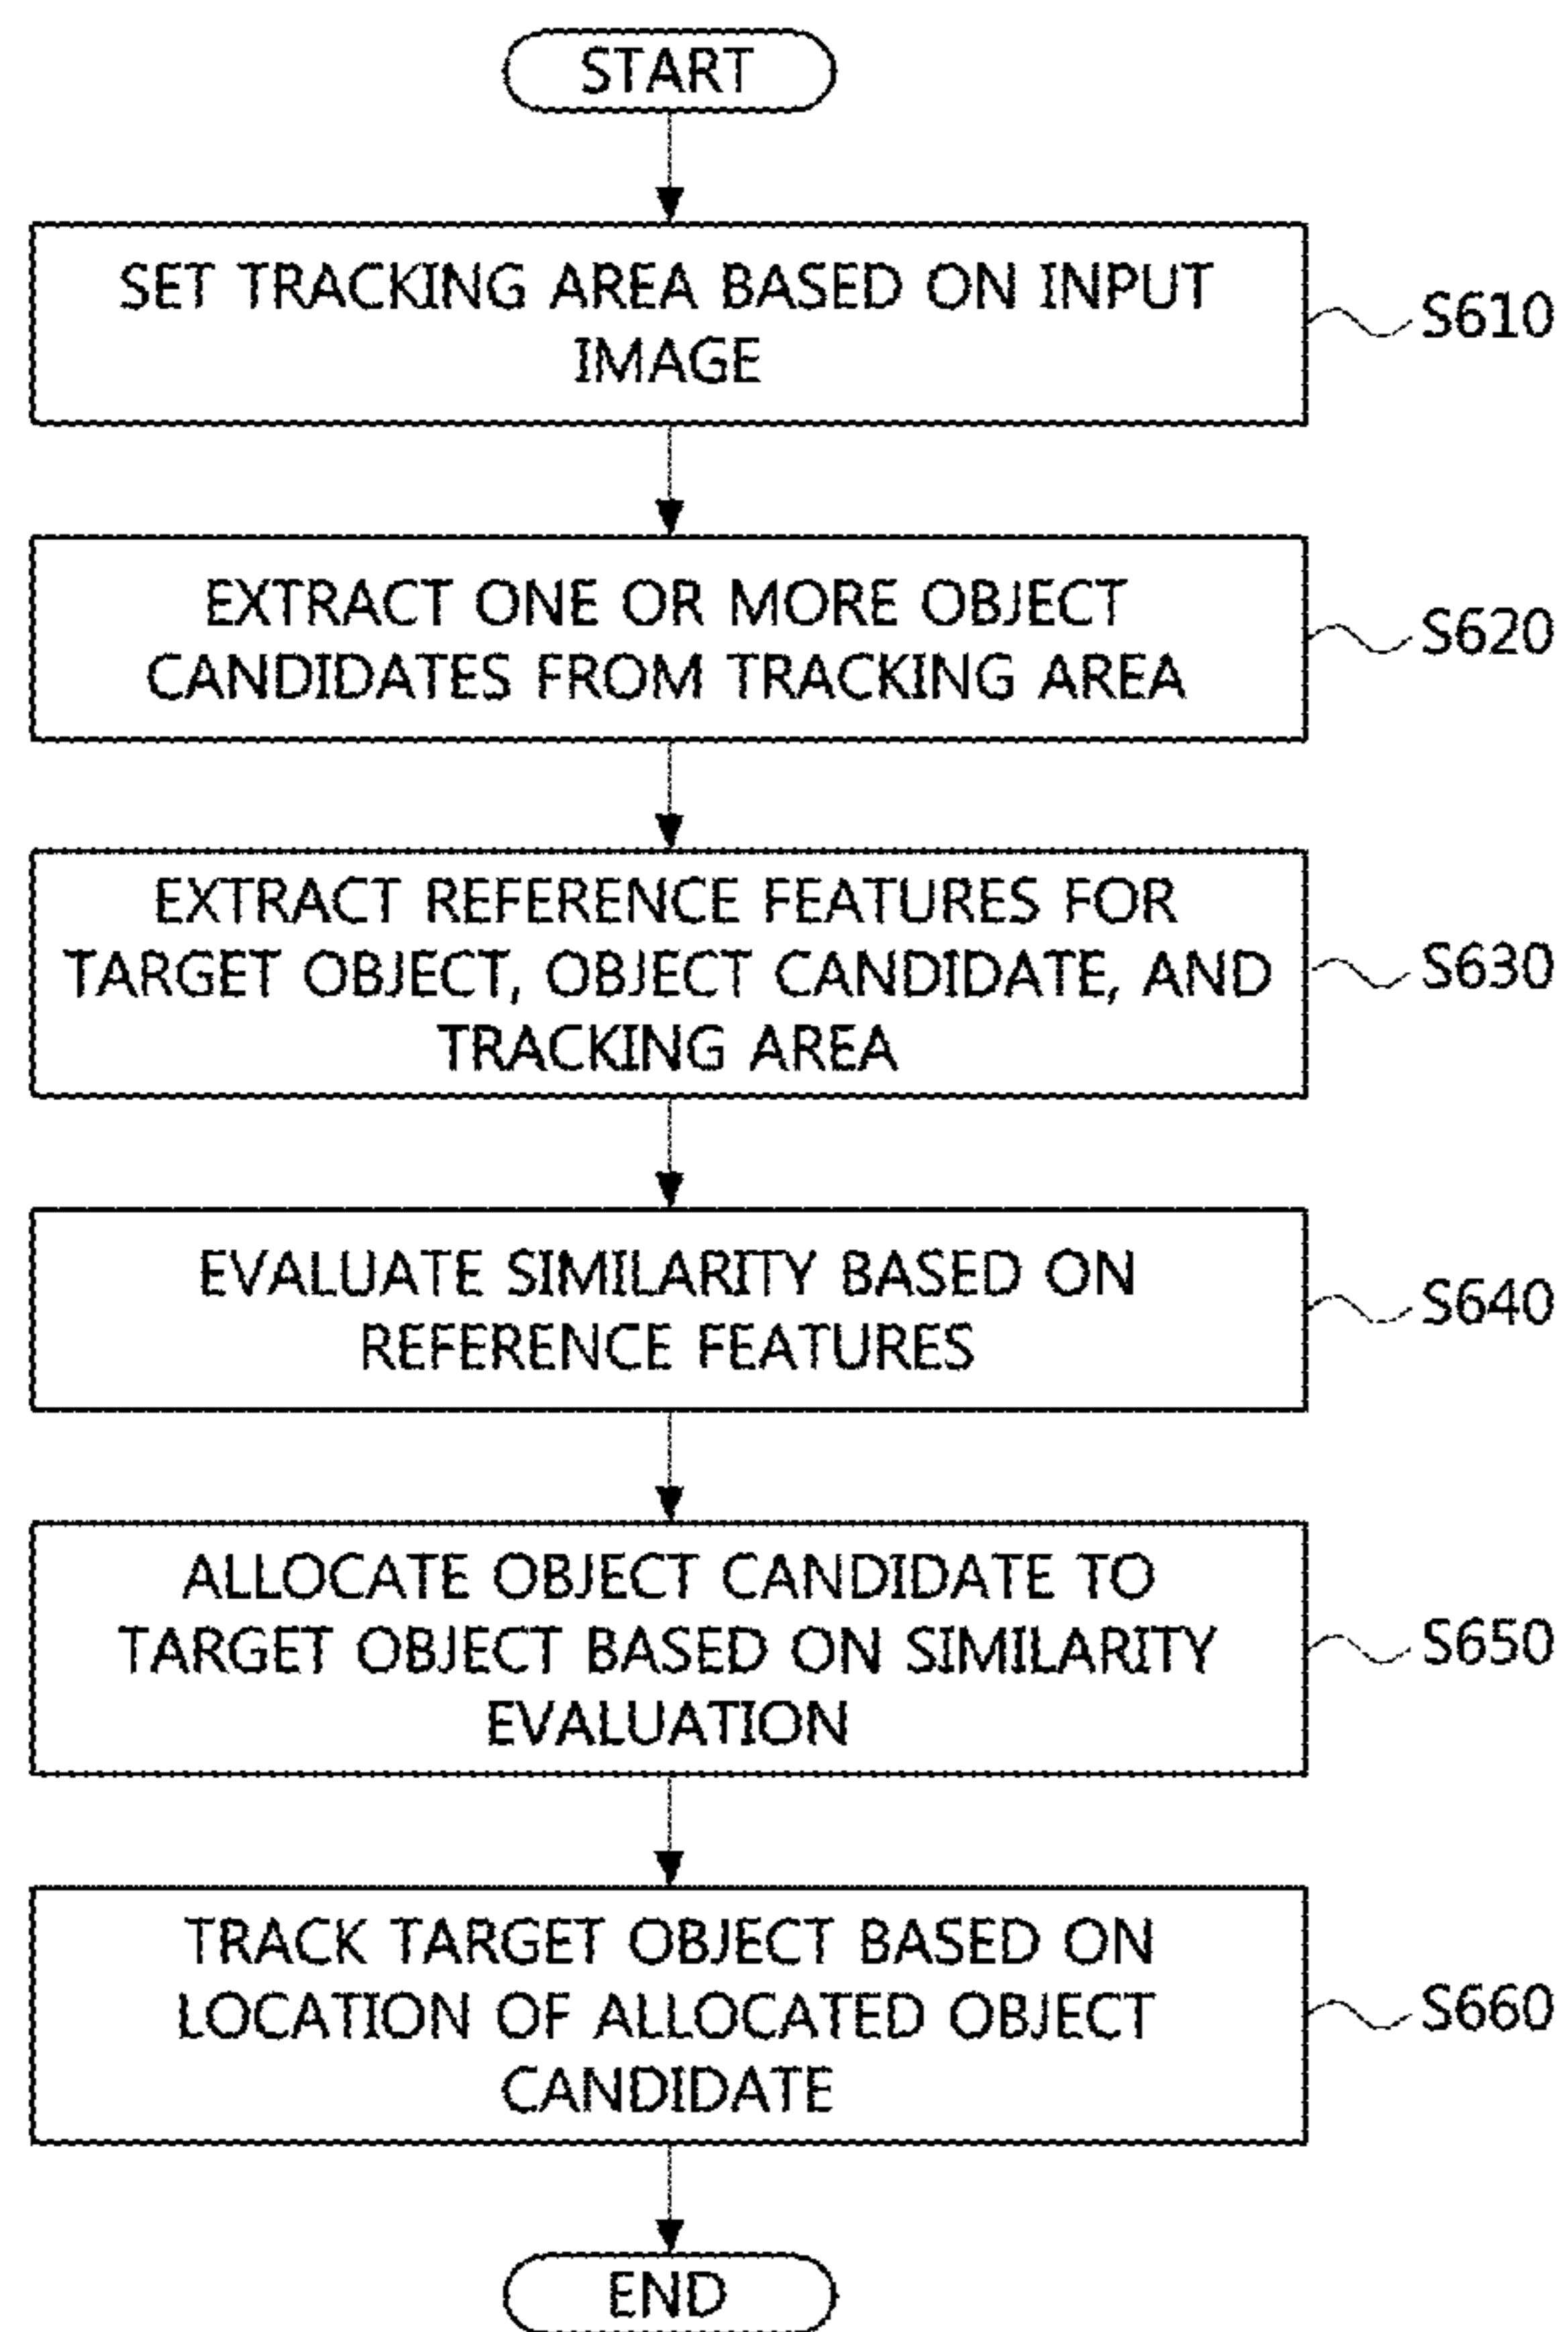 START
SET TRACKING AREA BASED ON INPUT
IMAGE
S610
EXTRACT ONE OR MORE OBJECT
CANDIDATES FROM TRACKING AREA
S620
EXTRACT REFERENCE FEATURES FOR
TARGET OBJECT, OBJECT CANDIDATE, AND
TRACKING AREA
S630
EVALUATE SIMILARITY BASED ON
REFERENCE FEATURES
S640
ALLOCATE OBJECT CANDIDATE TO
TARGET OBJECT BASED ON SIMILARITY
EVALUATION
S650
TRACK TARGET OBJECT BASED ON
LOCATION OF ALLOCATED OBJECT
CANDIDATE
S660
END